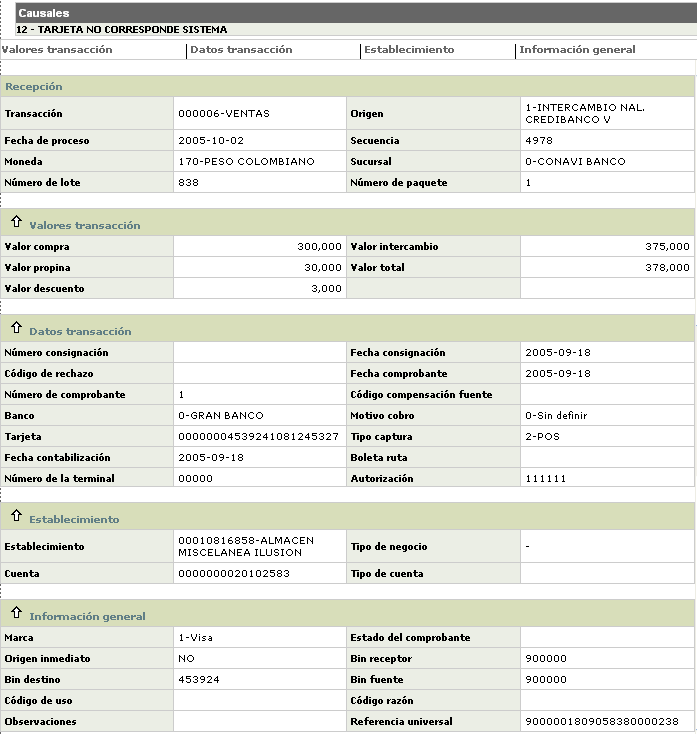 Causales
12 - TARJETA NO CORRESPONDE SISTEMA
Valores transacción Datos transacción Establecimiento Información general
Recepción
Transacción 000006-VENTAS Origen 1-INTERCAMBIO NAL.
CREDIBANCO V
Fecha de proceso 2005-10-02 Secuencia 4978
Moneda 170-PESO COLOMBIANO Sucursal 0-CONAVI BANCO
Número de lote 838 Número de paquete 1
Valores transacción
Valor compra 300,000 Valor intercambio 375,000
Valor propina 30,000 Valor total 378,000
Valor descuento 3,000
Datos transacción
Número consignación Fecha consignación 2005-09-18
Código de rechazo Fecha comprobante 2005-09-18
Número de comprobante 1 Código compensación fuente
Banco 0-GRAN BANCO Motivo cobro 0-Sin definir
Tarjeta 00000004539241081245327 Tipo captura 2-POS
Fecha contabilización 2005-09-18 Boleta ruta
Número de la terminal 00000 Autorización 111111
Establecimiento
Establecimiento 00010816858-ALMACEN
MISCELANEA ILUSION Tipo de negocio -
Cuenta 0000000020102583 Tipo de cuenta
Información general
Marca 1-Visa Estado del comprobante
Origen inmediato NO Bin receptor 900000
Bin destino 453924 Bin fuente 900000
Código de uso Código razón
Observaciones Referencia universal 9000001809058380000238